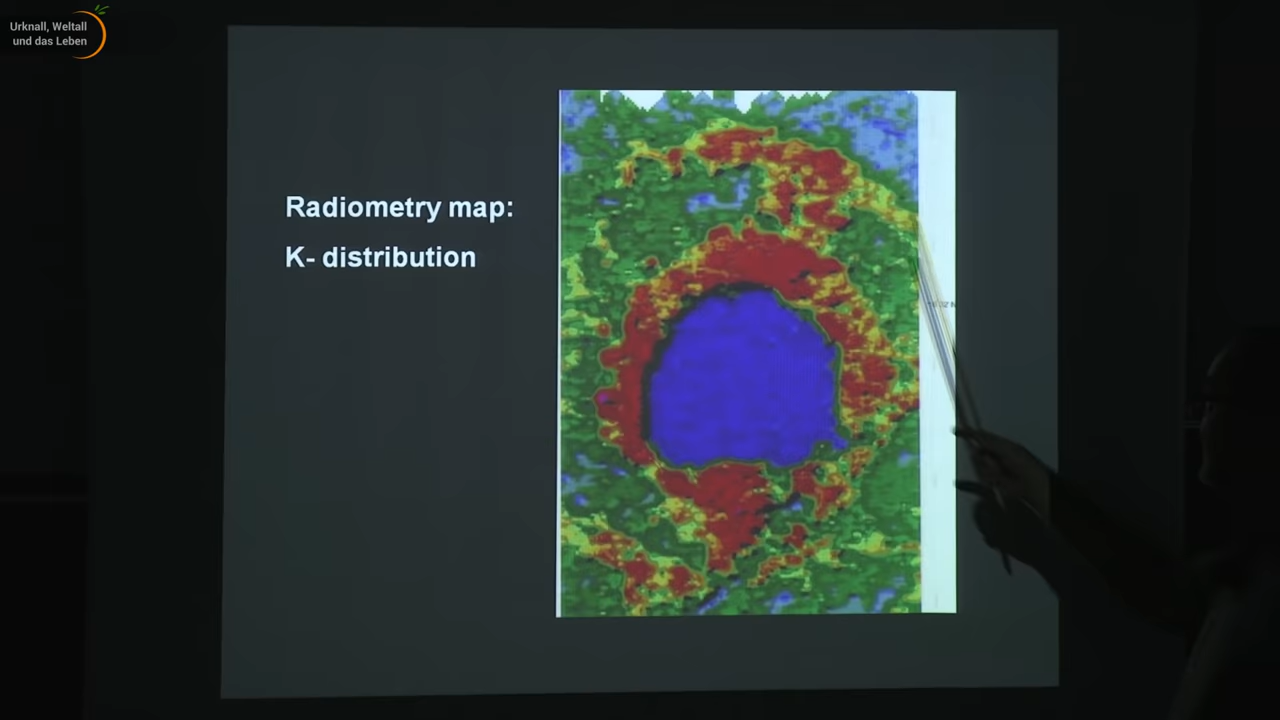 Urknall, Weltall
und das Leben
Radiometry map:
K- distribution